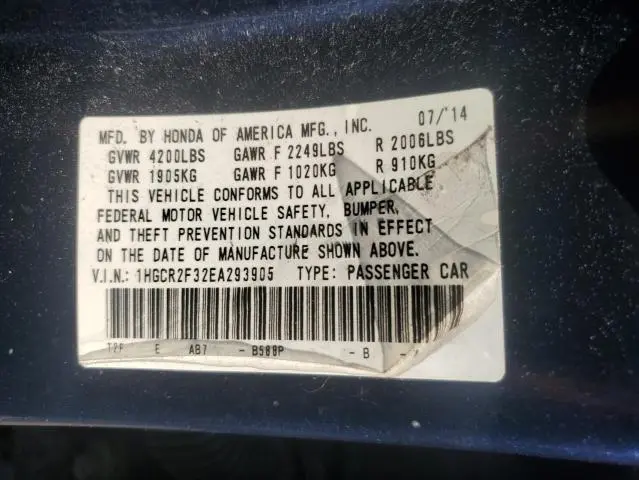 07/'14
MFD. BY HONDA OF AMERICA MFG., INC.
GVWR 4200LBS GAWR F 2249LBS R 2006LBS
GVWR 1905KG GAWR F 1020KG R 910KG
THIS VEHICLE CONFORMS TO ALL APPLICABLE
FEDERAL MOTOR VEHICLE SAFETY, BUMPER,
AND THEFT PREVENTION STANDARDS IN EFFECT
ON THE DATE OF MANUFACTURE SHOWN ABOVE.
V.I.N.: 1HGCR2F32EA293905 TYPE: PASSENGER CAR
E AB7 - B588P - B -